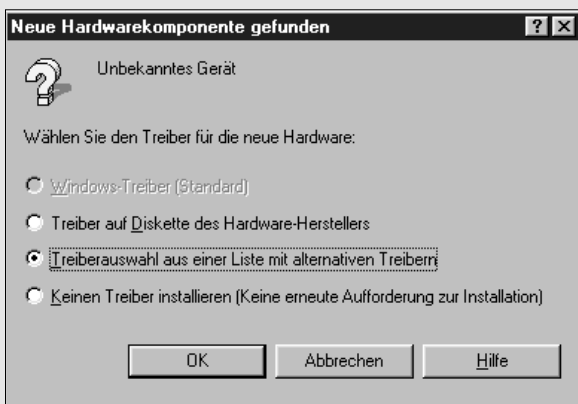 Neue Hardwarekomponente gefunden
Unbekanntes Gerät
Wählen Sie den Treiber für die neue Hardware:
Windows-Treiber (Standard)
Treiber auf Diskette des Hardware-Herstellers
Treiberauswahl aus einer Liste mit alternativen Treibern
Keinen Treiber installieren (Keine erneute Aufforderung zur Installation)
OK Abbrechen Hilfe